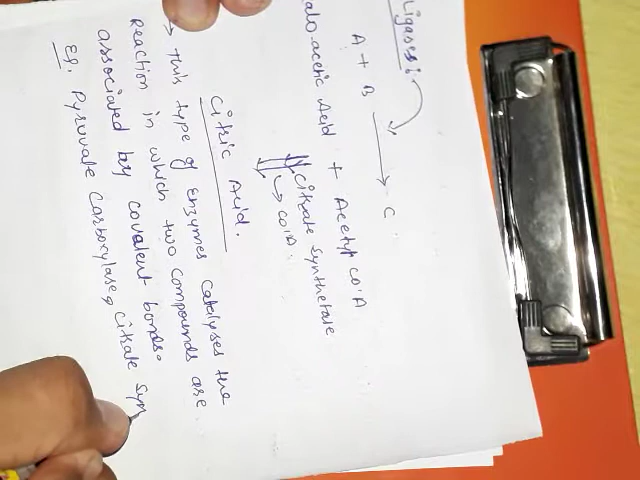 Ligases:
A + B → C
alo.acetic Acid + Acetyl co.A
citrate synthetase
co.A.
Citric Acid.
→ this type of enzymes catalyses the
Reaction in which two compounds are
associated by covalent bonds.
Eg. Pyruvate Carboxylase, citrate syn